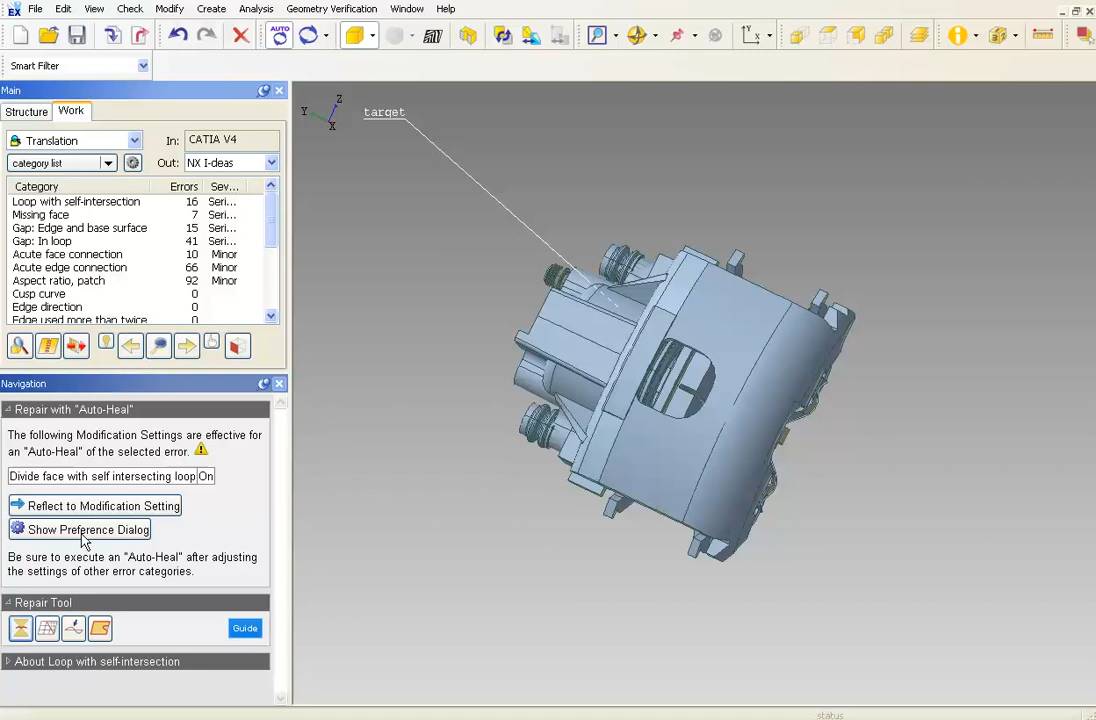 EX File Edit View Check Modify Create Analysis Geometry Verification Window Help
AUTO
Y x
Smart Filter
Main
Structure Work
Translation In: CATIA V4
category list Out: NX I-deas
Category Errors Sev...
Loop with self-intersection 16 Seri...
Missing face 7 Seri...
Gap: Edge and base surface 15 Seri...
Gap: In loop 41 Seri...
Acute face connection 10 Minor
Acute edge connection 66 Minor
Aspect ratio, patch 92 Minor
Cusp curve 0
Edge direction 0
Edge used more than twice 0
Navigation
Repair with "Auto-Heal"
The following Modification Settings are effective for
an "Auto-Heal" of the selected error.
Divide face with self intersecting loop On
Reflect to Modification Setting
Show Preference Dialog
Be sure to execute an "Auto-Heal" after adjusting
the settings of other error categories.
Repair Tool
Guide
About Loop with self-intersection
Z
Y
X
target
status